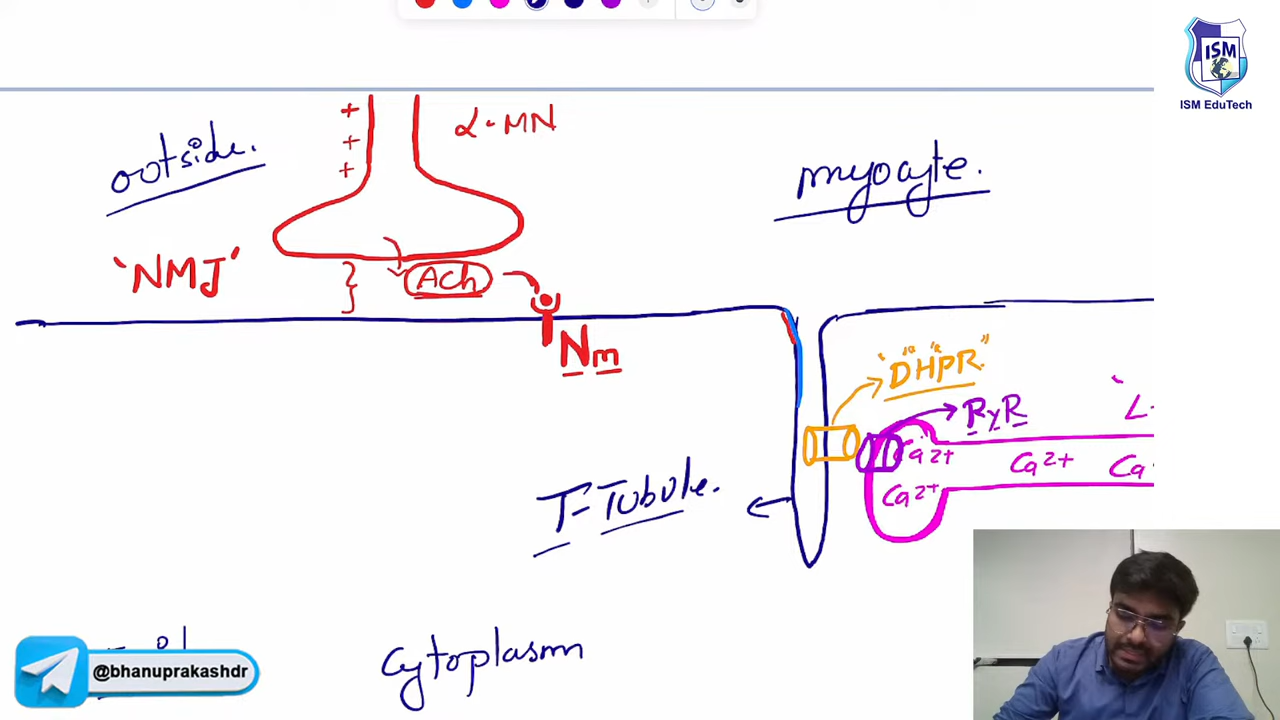 ISM
ISM EduTech
+
+
+
α-MN
outside.
myocyte.
'NMJ'
ACh
Nm
"DHPR"
RyR
'L-
Ca2+
Ca2+
Ca
Ca2+
T-Tubule.
cytoplasm
@bhanuprakashdr